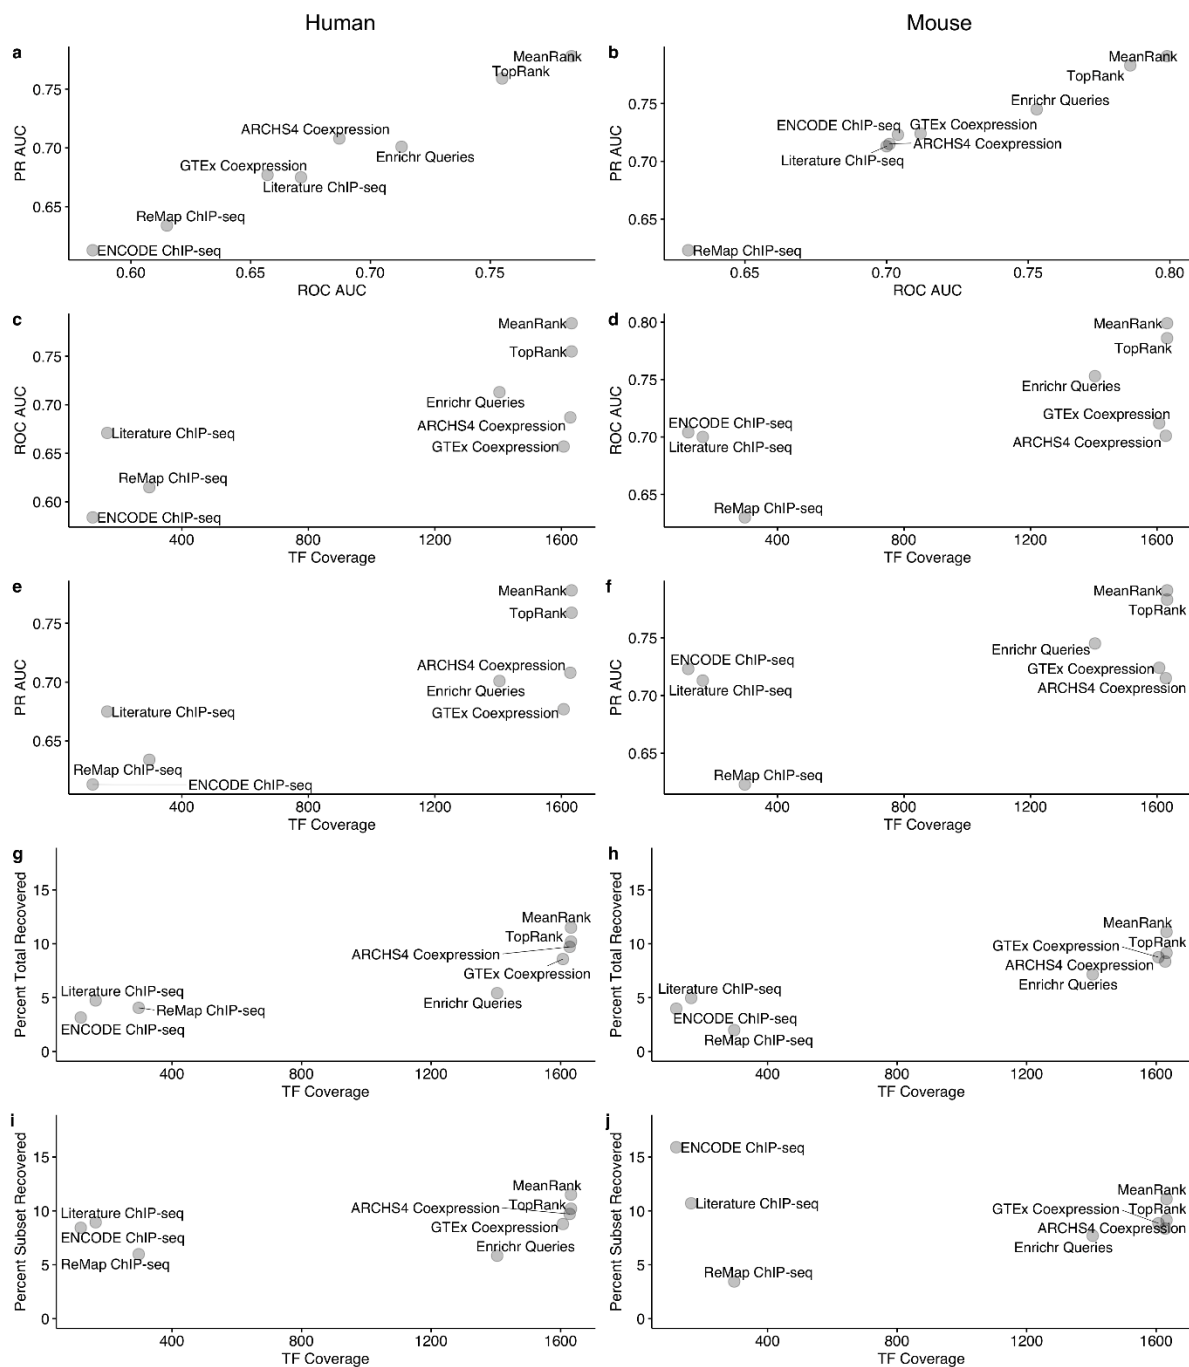 Human
Mouse
a
PR AUC
0.75
0.70
0.65
MeanRank
TopRank
ARCHS4 Coexpression
Enrichr Queries
GTEx Coexpression
Literature ChIP-seq
ReMap ChIP-seq
ENCODE ChIP-seq
0.60
0.65
0.70
0.75
ROC AUC
b
PR AUC
0.75
0.70
0.65
MeanRank
TopRank
Enrichr Queries
ENCODE ChIP-seq
GTEx Coexpression
ARCHS4 Coexpression
Literature ChIP-seq
ReMap ChIP-seq
0.65
0.70
0.75
0.80
ROC AUC
c
ROC AUC
0.75
0.70
0.65
0.60
MeanRank
TopRank
Enrichr Queries
ARCHS4 Coexpression
Literature ChIP-seq
GTEx Coexpression
ReMap ChIP-seq
ENCODE ChIP-seq
400
800
1200
1600
TF Coverage
d
ROC AUC
0.80
0.75
0.70
0.65
MeanRank
TopRank
Enrichr Queries
GTEx Coexpression
ENCODE ChIP-seq
ARCHS4 Coexpression
Literature ChIP-seq
ReMap ChIP-seq
400
800
1200
1600
TF Coverage
e
PR AUC
0.75
0.70
0.65
MeanRank
TopRank
ARCHS4 Coexpression
Enrichr Queries
Literature ChIP-seq
GTEx Coexpression
ReMap ChIP-seq
ENCODE ChIP-seq
400
800
1200
1600
TF Coverage
f
PR AUC
0.75
0.70
0.65
MeanRank
TopRank
Enrichr Queries
ENCODE ChIP-seq
GTEx Coexpression
Literature ChIP-seq
ARCHS4 Coexpression
ReMap ChIP-seq
400
800
1200
1600
TF Coverage
g
Percent Total Recovered
15
10
5
0
MeanRank
TopRank
ARCHS4 Coexpression
GTEx Coexpression
Literature ChIP-seq
Enrichr Queries
ReMap ChIP-seq
ENCODE ChIP-seq
400
800
1200
1600
TF Coverage
h
Percent Total Recovered
15
10
5
0
MeanRank
GTEx Coexpression
TopRank
ARCHS4 Coexpression
Enrichr Queries
Literature ChIP-seq
ENCODE ChIP-seq
ReMap ChIP-seq
400
800
1200
1600
TF Coverage
i
Percent Subset Recovered
15
10
5
0
MeanRank
ARCHS4 Coexpression
TopRank
Literature ChIP-seq
GTEx Coexpression
ENCODE ChIP-seq
Enrichr Queries
ReMap ChIP-seq
400
800
1200
1600
TF Coverage
j
Percent Subset Recovered
15
10
5
0
ENCODE ChIP-seq
MeanRank
Literature ChIP-seq
GTEx Coexpression
TopRank
ARCHS4 Coexpression
Enrichr Queries
ReMap ChIP-seq
400
800
1200
1600
TF Coverage